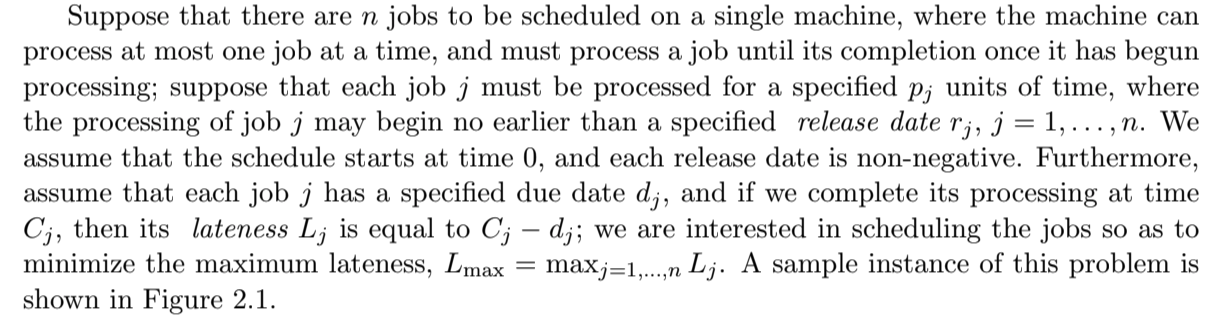 Suppose that there are n jobs to be scheduled on a single machine, where the machine can
process at most one job at a time, and must process a job until its completion once it has begun
processing; suppose that each job j must be processed for a specified p_j units of time, where
the processing of job j may begin no earlier than a specified release date r_j, j = 1, . . . , n. We
assume that the schedule starts at time 0, and each release date is non-negative. Furthermore,
assume that each job j has a specified due date d_j, and if we complete its processing at time
C_j, then its lateness L_j is equal to C_j − d_j; we are interested in scheduling the jobs so as to
minimize the maximum lateness, L_max = max_{j=1,...,n} L_j. A sample instance of this problem is
shown in Figure 2.1.